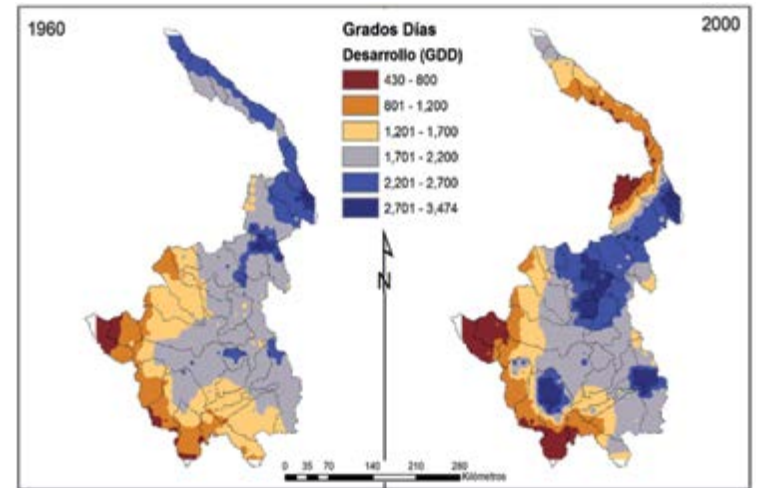 1960
Grados Días
Desarrollo (GDD)
430 - 800
801 - 1,200
1,201 - 1,700
1,701 - 2,200
2,201 - 2,700
2,701 - 3,474
2000
N
0 35 70 140 210 280
Kilómetros